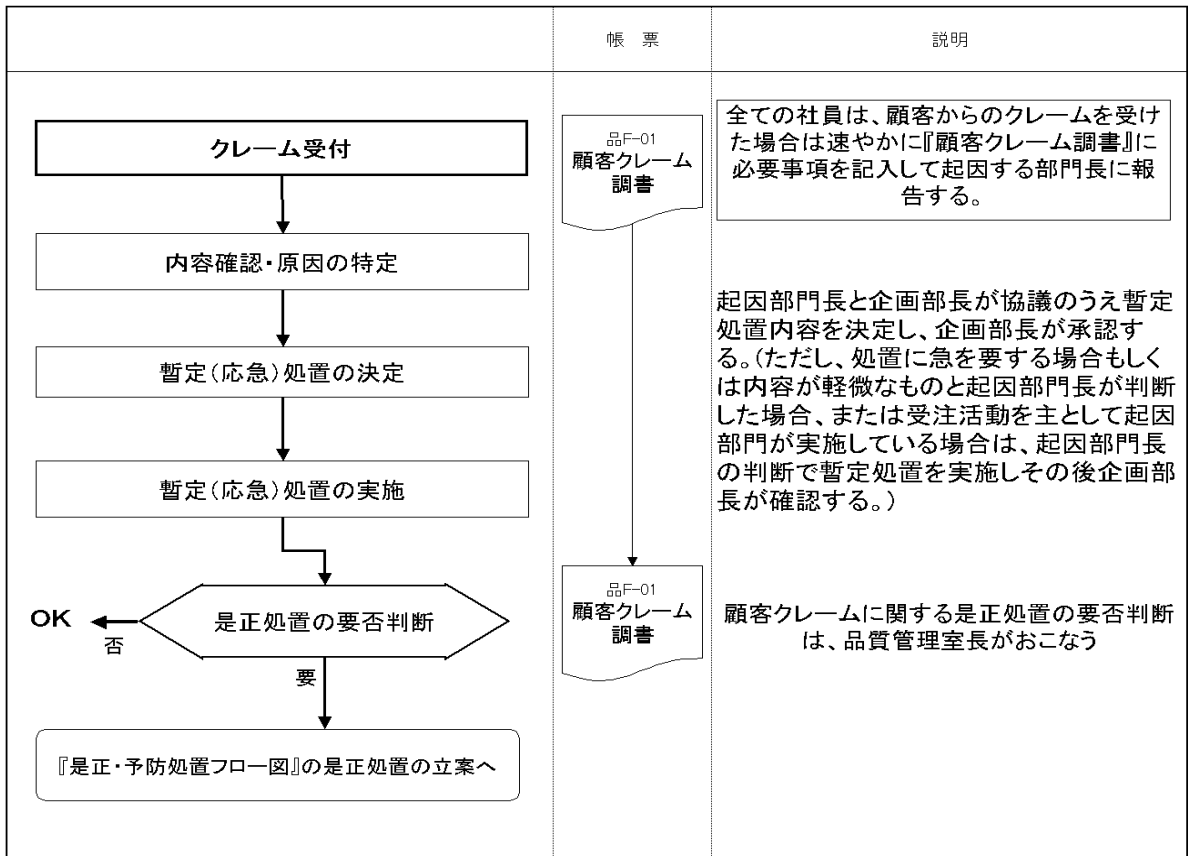 帳 票
説明
クレーム受付
品F-01
顧客クレーム
調書
全ての社員は、顧客からのクレームを受け
た場合は速やかに『顧客クレーム調書』に
必要事項を記入して起因する部門長に報
告する。
内容確認・原因の特定
暫定(応急)処置の決定
暫定(応急)処置の実施
起因部門長と企画部長が協議のうえ暫定
処置内容を決定し、企画部長が承認す
る。(ただし、処置に急を要する場合もしく
は内容が軽微なものと起因部門長が判断
した場合、または受注活動を主として起因
部門が実施している場合は、起因部門長
の判断で暫定処置を実施しその後企画部
長が確認する。)
OK
否
是正処置の要否判断
要
品F-01
顧客クレーム
調書
顧客クレームに関する是正処置の要否判断
は、品質管理室長がおこなう
『是正・予防処置フロー図』の是正処置の立案へ